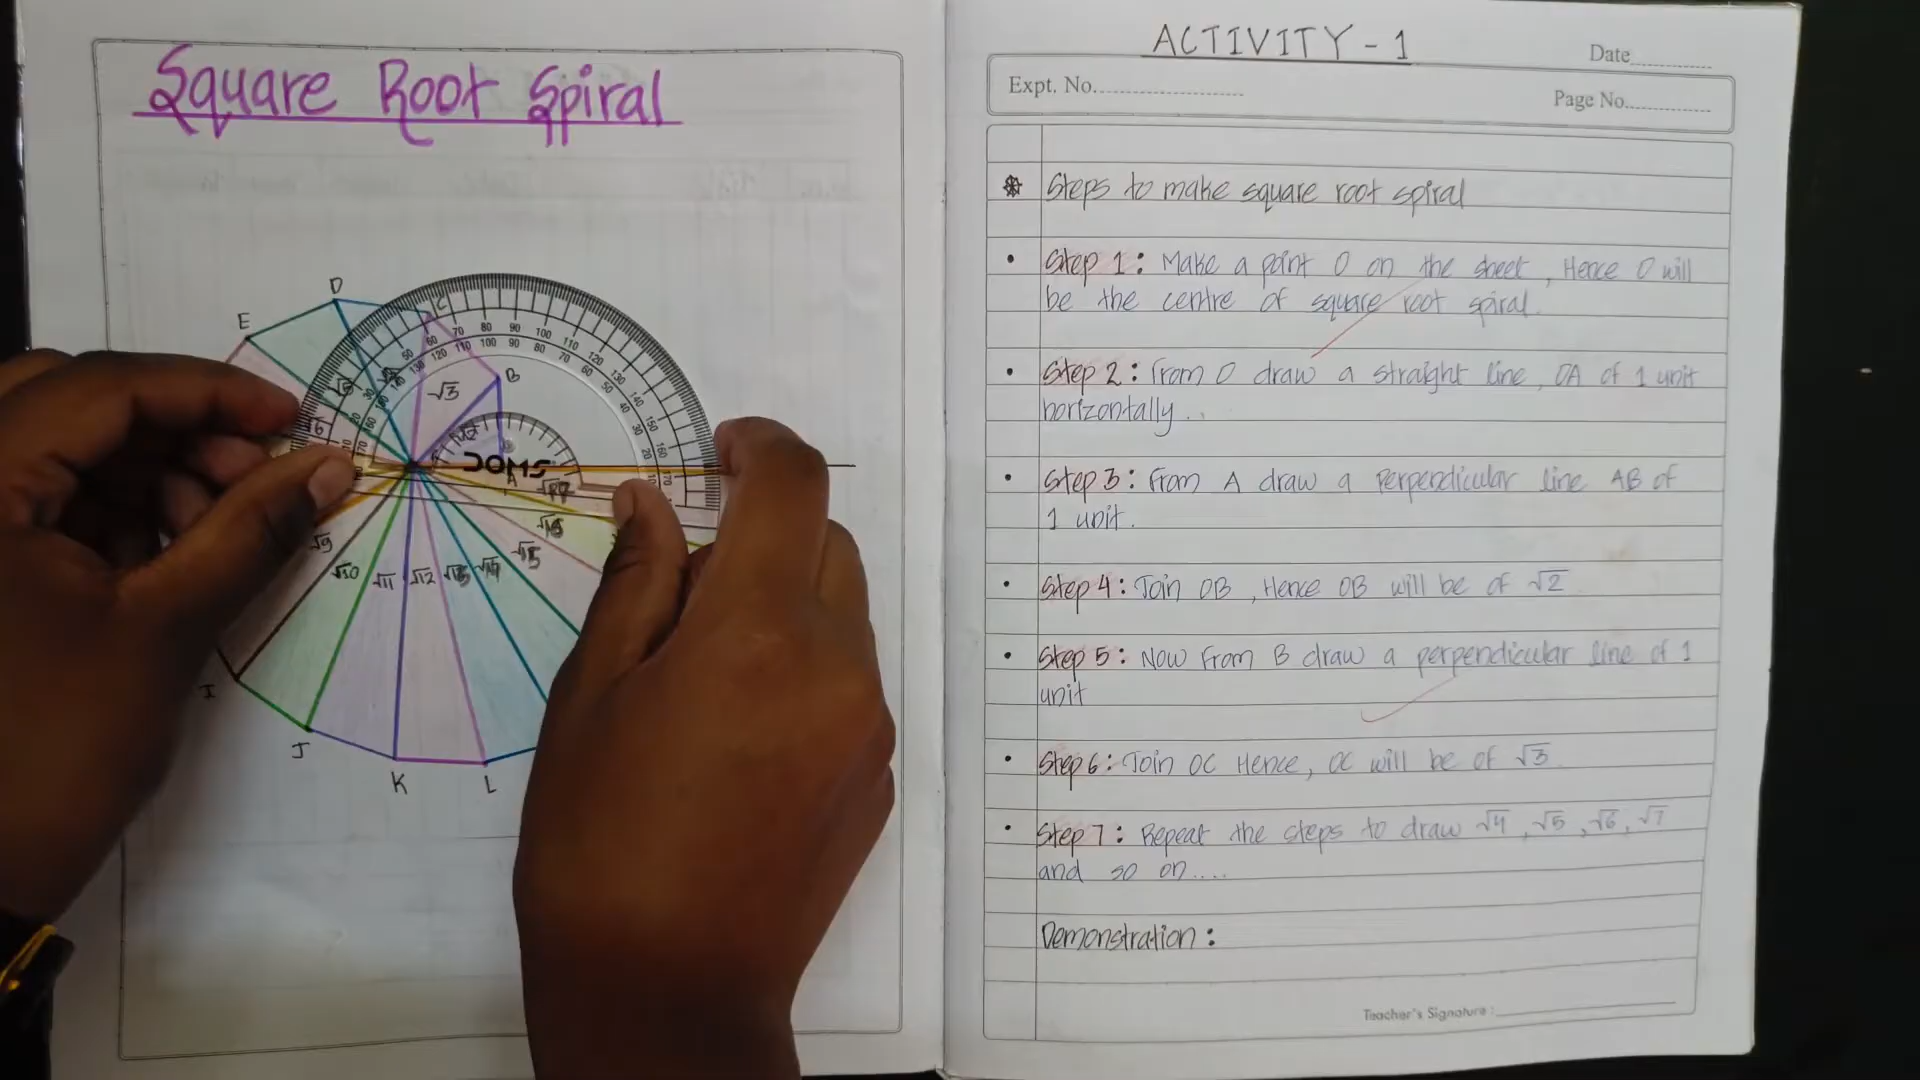 Square Root Spiral
D
C
E
B
√3
√2
DOMS
A
√17
√16
√15
√9
√10
√11
√12
√13
√14
I
J
K
L
ACTIVITY - 1
Date
Expt. No.
Page No.
Steps to make square root spiral
Step 1: Make a point O on the sheet, Hence O will
be the centre of square root spiral.
Step 2: From O draw a straight line, OA of 1 unit
horizontally..
Step 3: From A draw a perpendicular line AB of
1 unit.
Step 4: Join OB, Hence OB will be of √2
Step 5: Now from B draw a perpendicular line of 1
unit
Step 6: Join OC Hence, OC will be of √3
Step 7: Repeat the steps to draw √4, √5, √6, √7
and so on....
Demonstration:
Teacher's Signature: